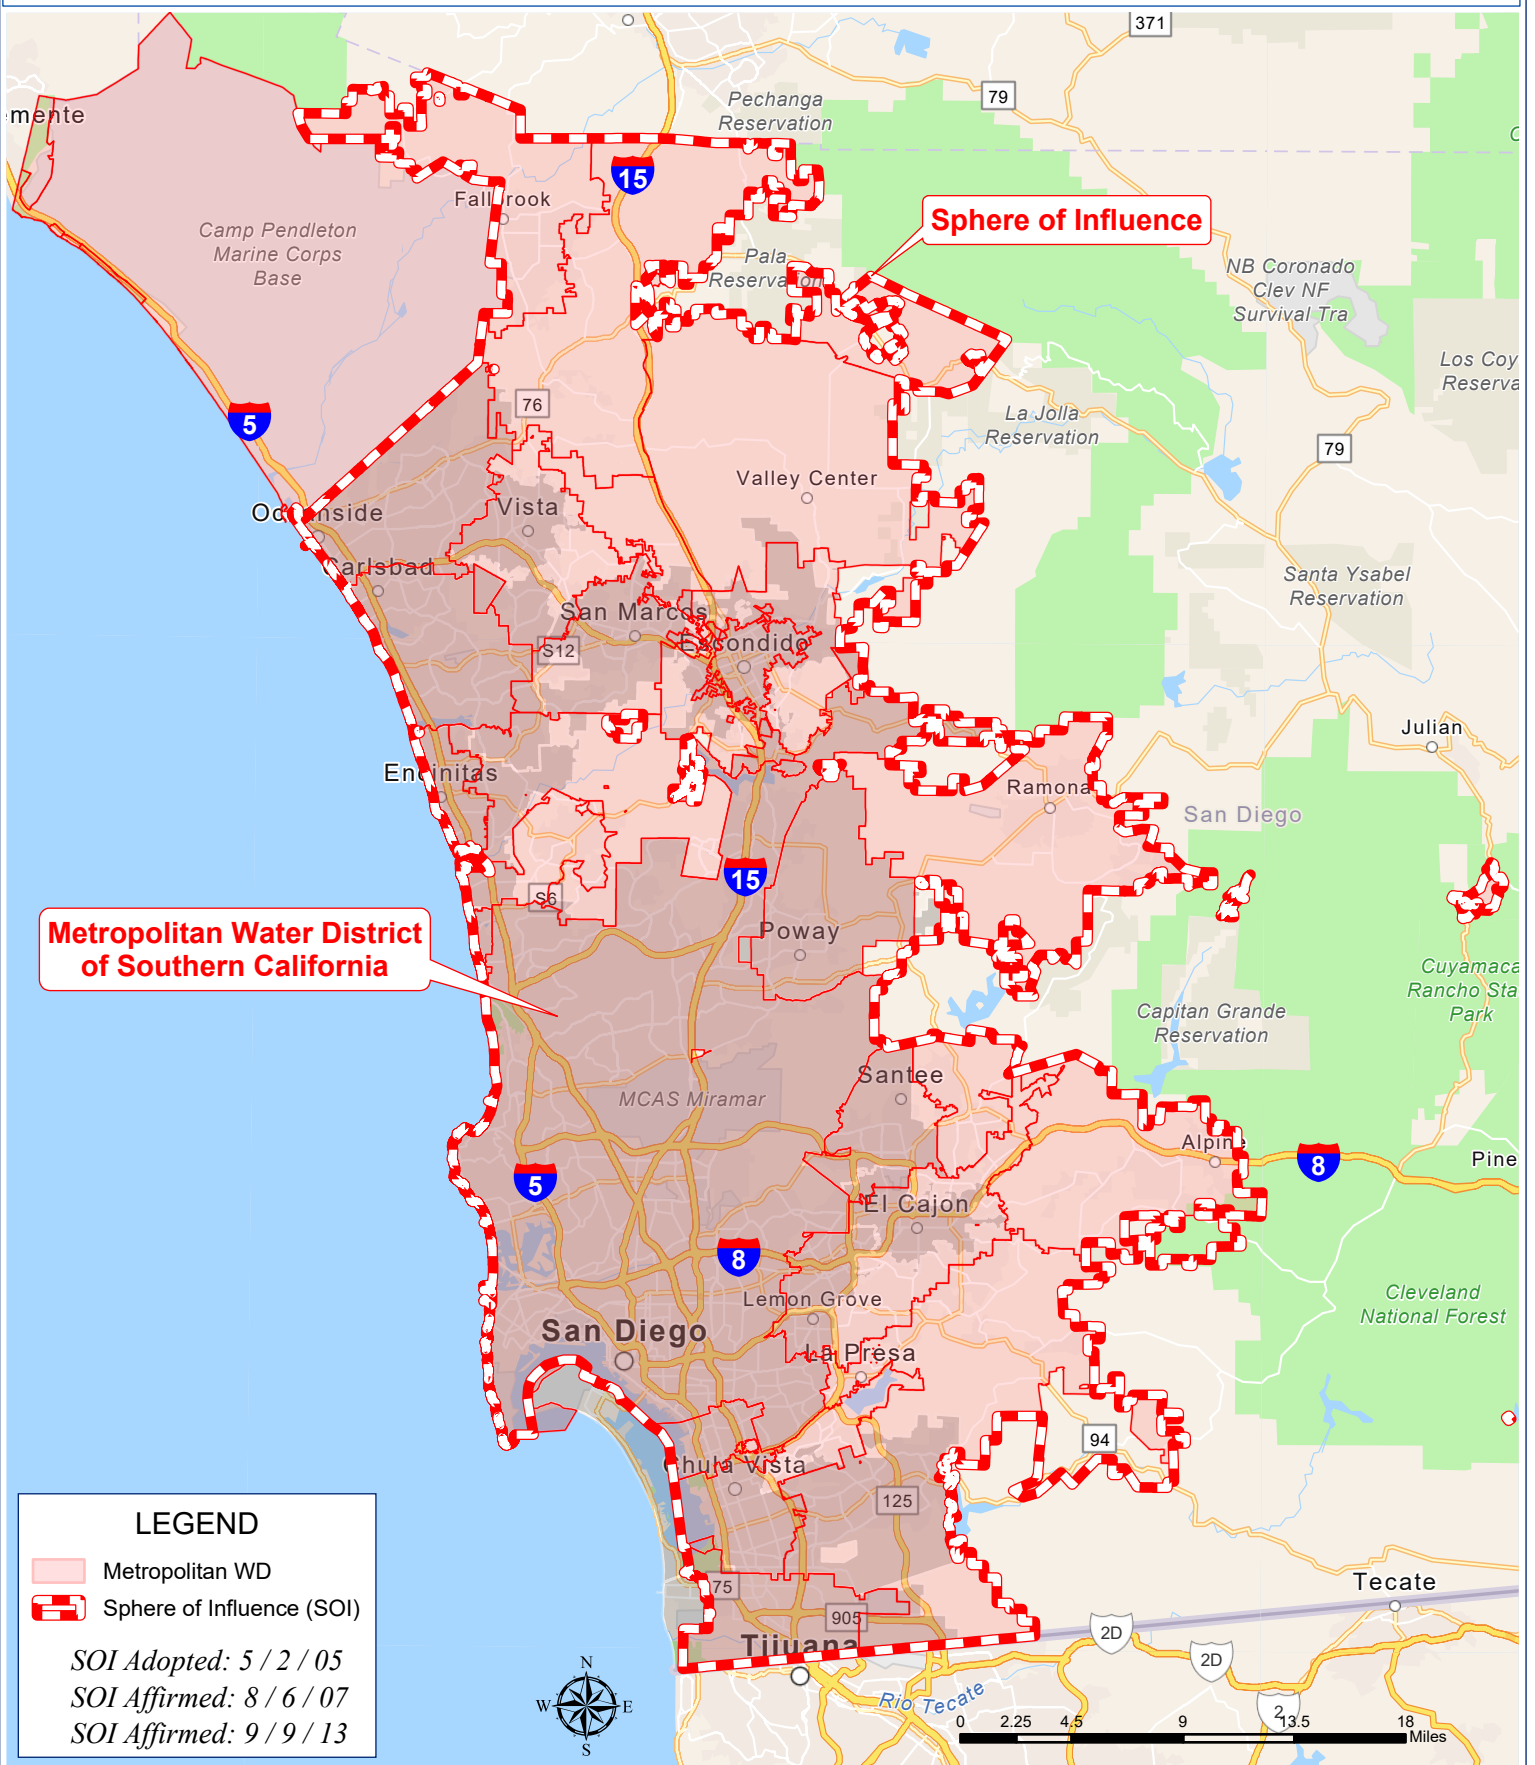 371
79
Pechanga
Reservation
mente
15
Fallbrook
Sphere of Influence
Camp Pendleton
Marine Corps
Base
Pala
Reservation
NB Coronado
Clev NF
Survival Tra
Los Coy
Reserva
5
76
La Jolla
Reservation
79
Valley Center
Oceanside
Vista
Carlsbad
Santa Ysabel
Reservation
San Marcos
Escondido
S12
Julian
Encinitas
Ramona
San Diego
15
S6
Metropolitan Water District
of Southern California
Poway
Cuyamaca
Rancho Sta
Park
Capitan Grande
Reservation
Santee
MCAS Miramar
Alpine
8
Pine
5
El Cajon
8
Lemon Grove
Cleveland
National Forest
San Diego
La Presa
94
Chula Vista
125
LEGEND
Metropolitan WD
Sphere of Influence (SOI)
SOI Adopted: 5 / 2 / 05
SOI Affirmed: 8 / 6 / 07
SOI Affirmed: 9 / 9 / 13
75
905
Tecate
Tijuana
2D
2D
N
W E
S
Rio Tecate
2
0 2.25 4.5 9 13.5 18
Miles